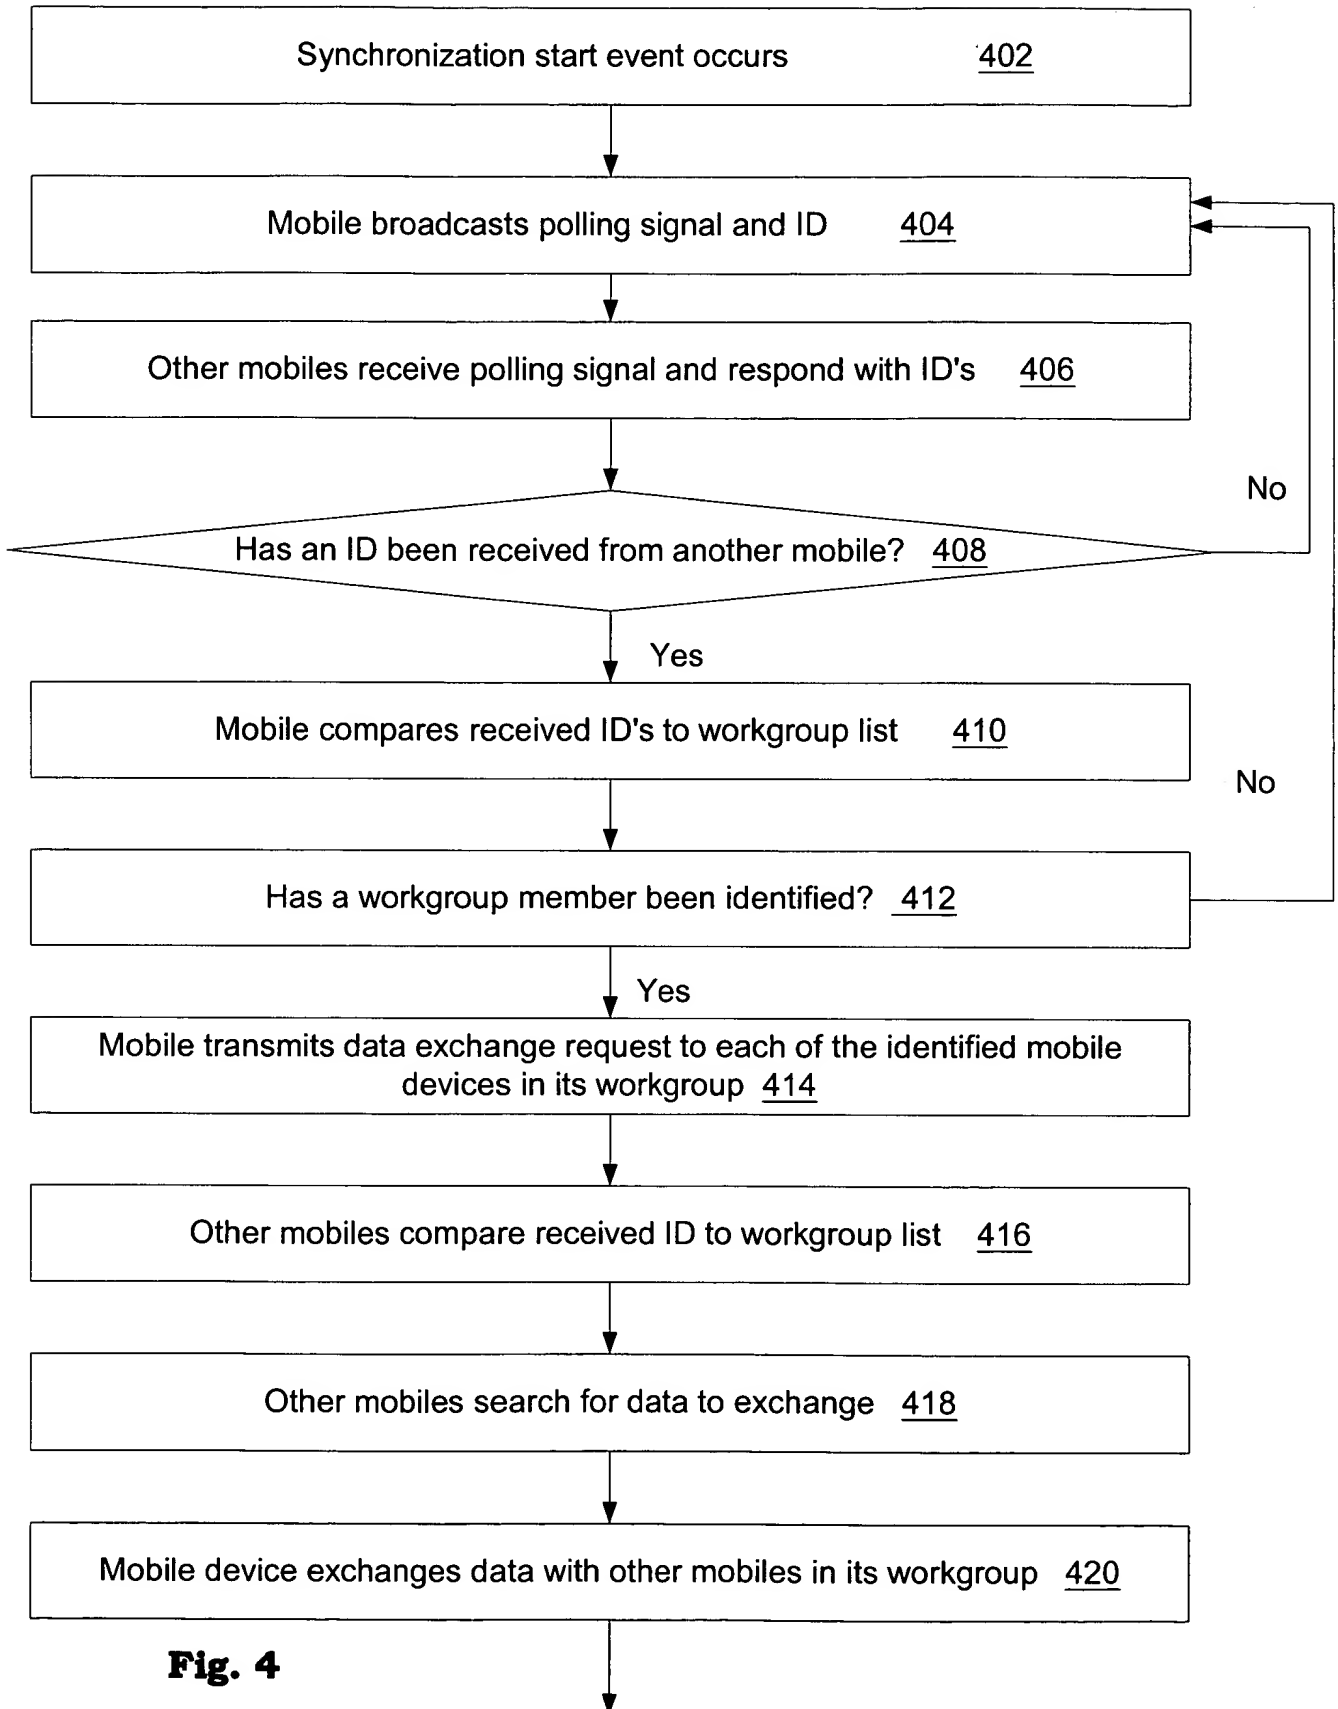 Synchronization start event occurs 402
Mobile broadcasts polling signal and ID 404
Other mobiles receive polling signal and respond with ID's 406
No
Has an ID been received from another mobile? 408
Yes
Mobile compares received ID's to workgroup list 410
No
Has a workgroup member been identified? 412
Yes
Mobile transmits data exchange request to each of the identified mobile
devices in its workgroup 414
Other mobiles compare received ID to workgroup list 416
Other mobiles search for data to exchange 418
Mobile device exchanges data with other mobiles in its workgroup 420
Fig. 4